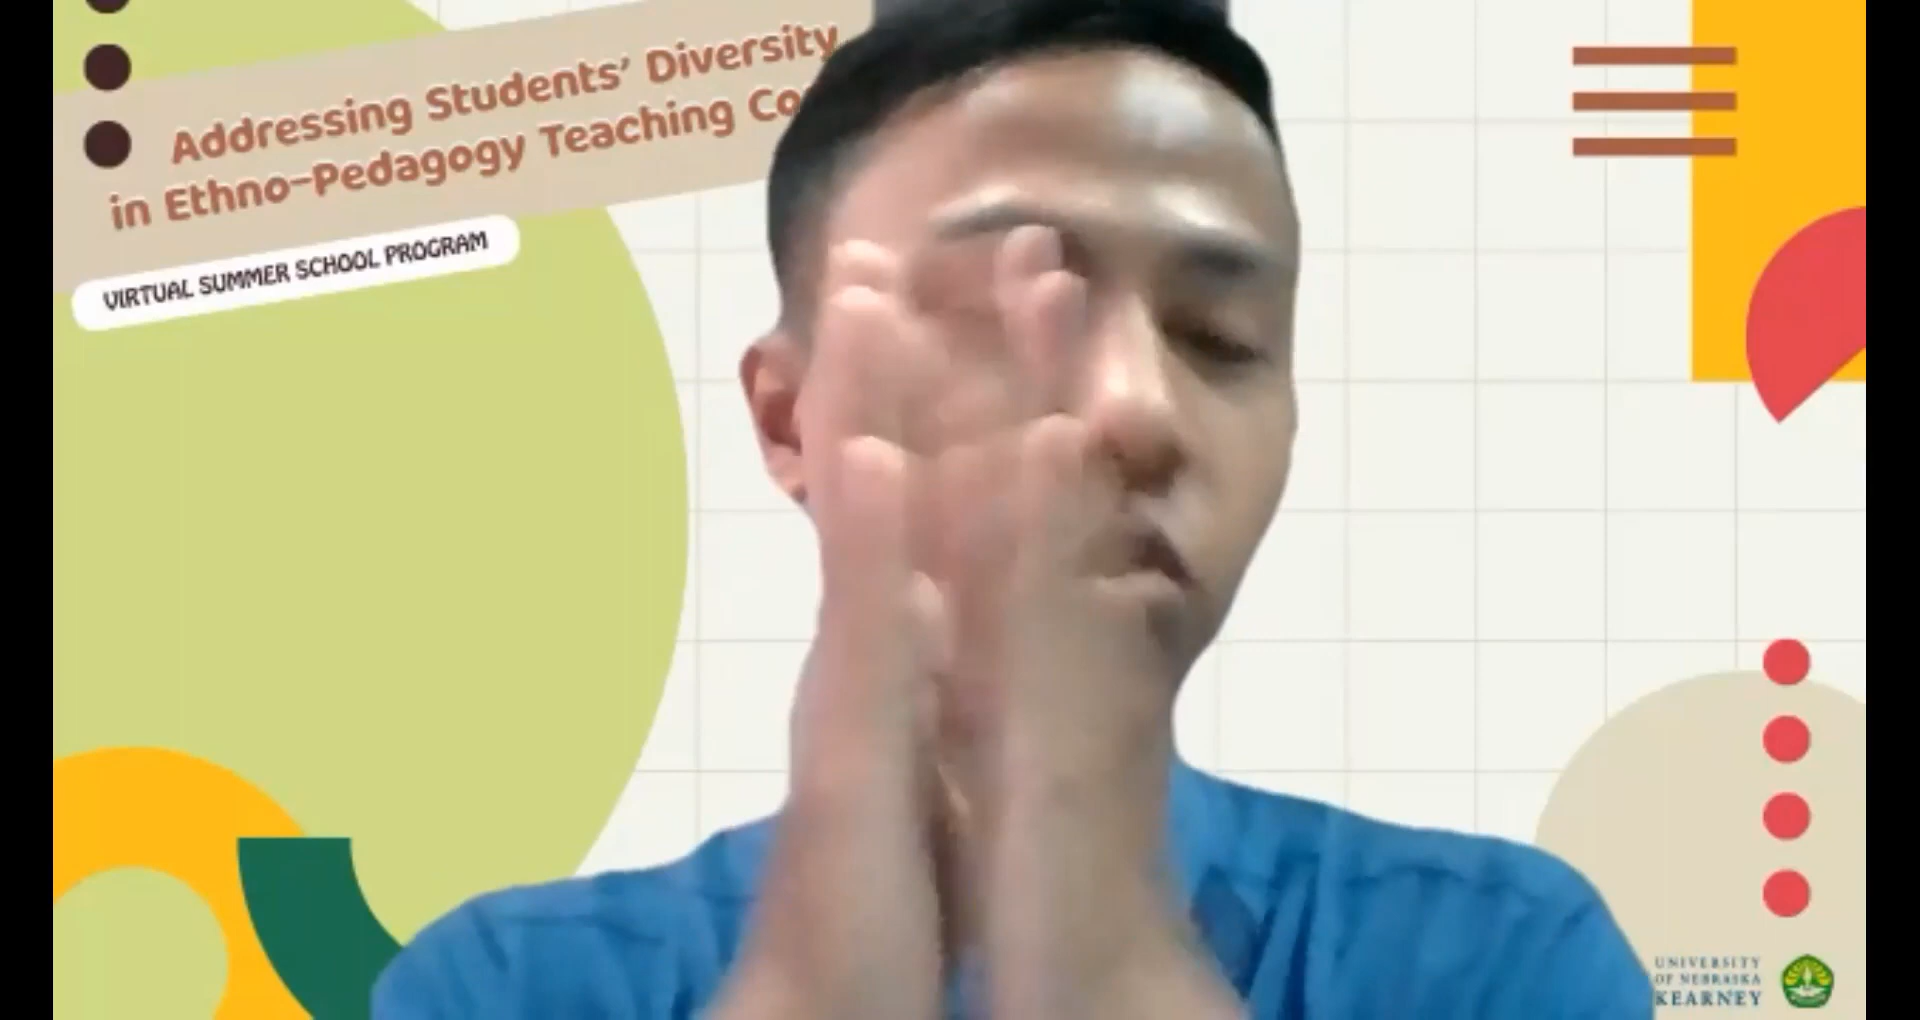 Addressing Students' Diversity
in Ethno-Pedagogy Teaching
VIRTUAL SUMMER SCHOOL PROGRAM
UNIVERSITY
OF NEBRASKA
KEARNEY